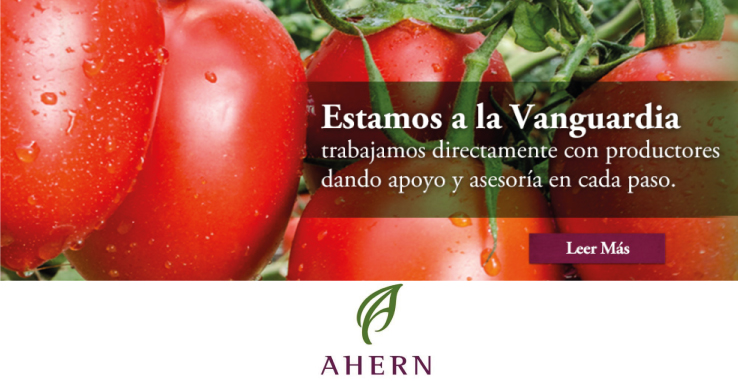 Estamos a la Vanguardia
trabajamos directamente con productores
dando apoyo y asesoría en cada paso.
Leer Más
AHERN